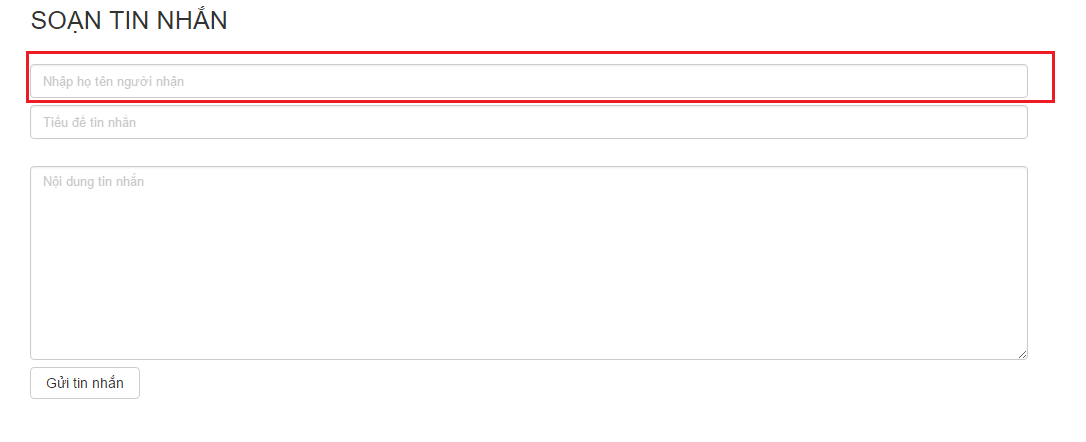 SOẠN TIN NHẮN
Nhập họ tên người nhận
Tiêu đề tin nhắn
Nội dung tin nhắn
Gửi tin nhắn